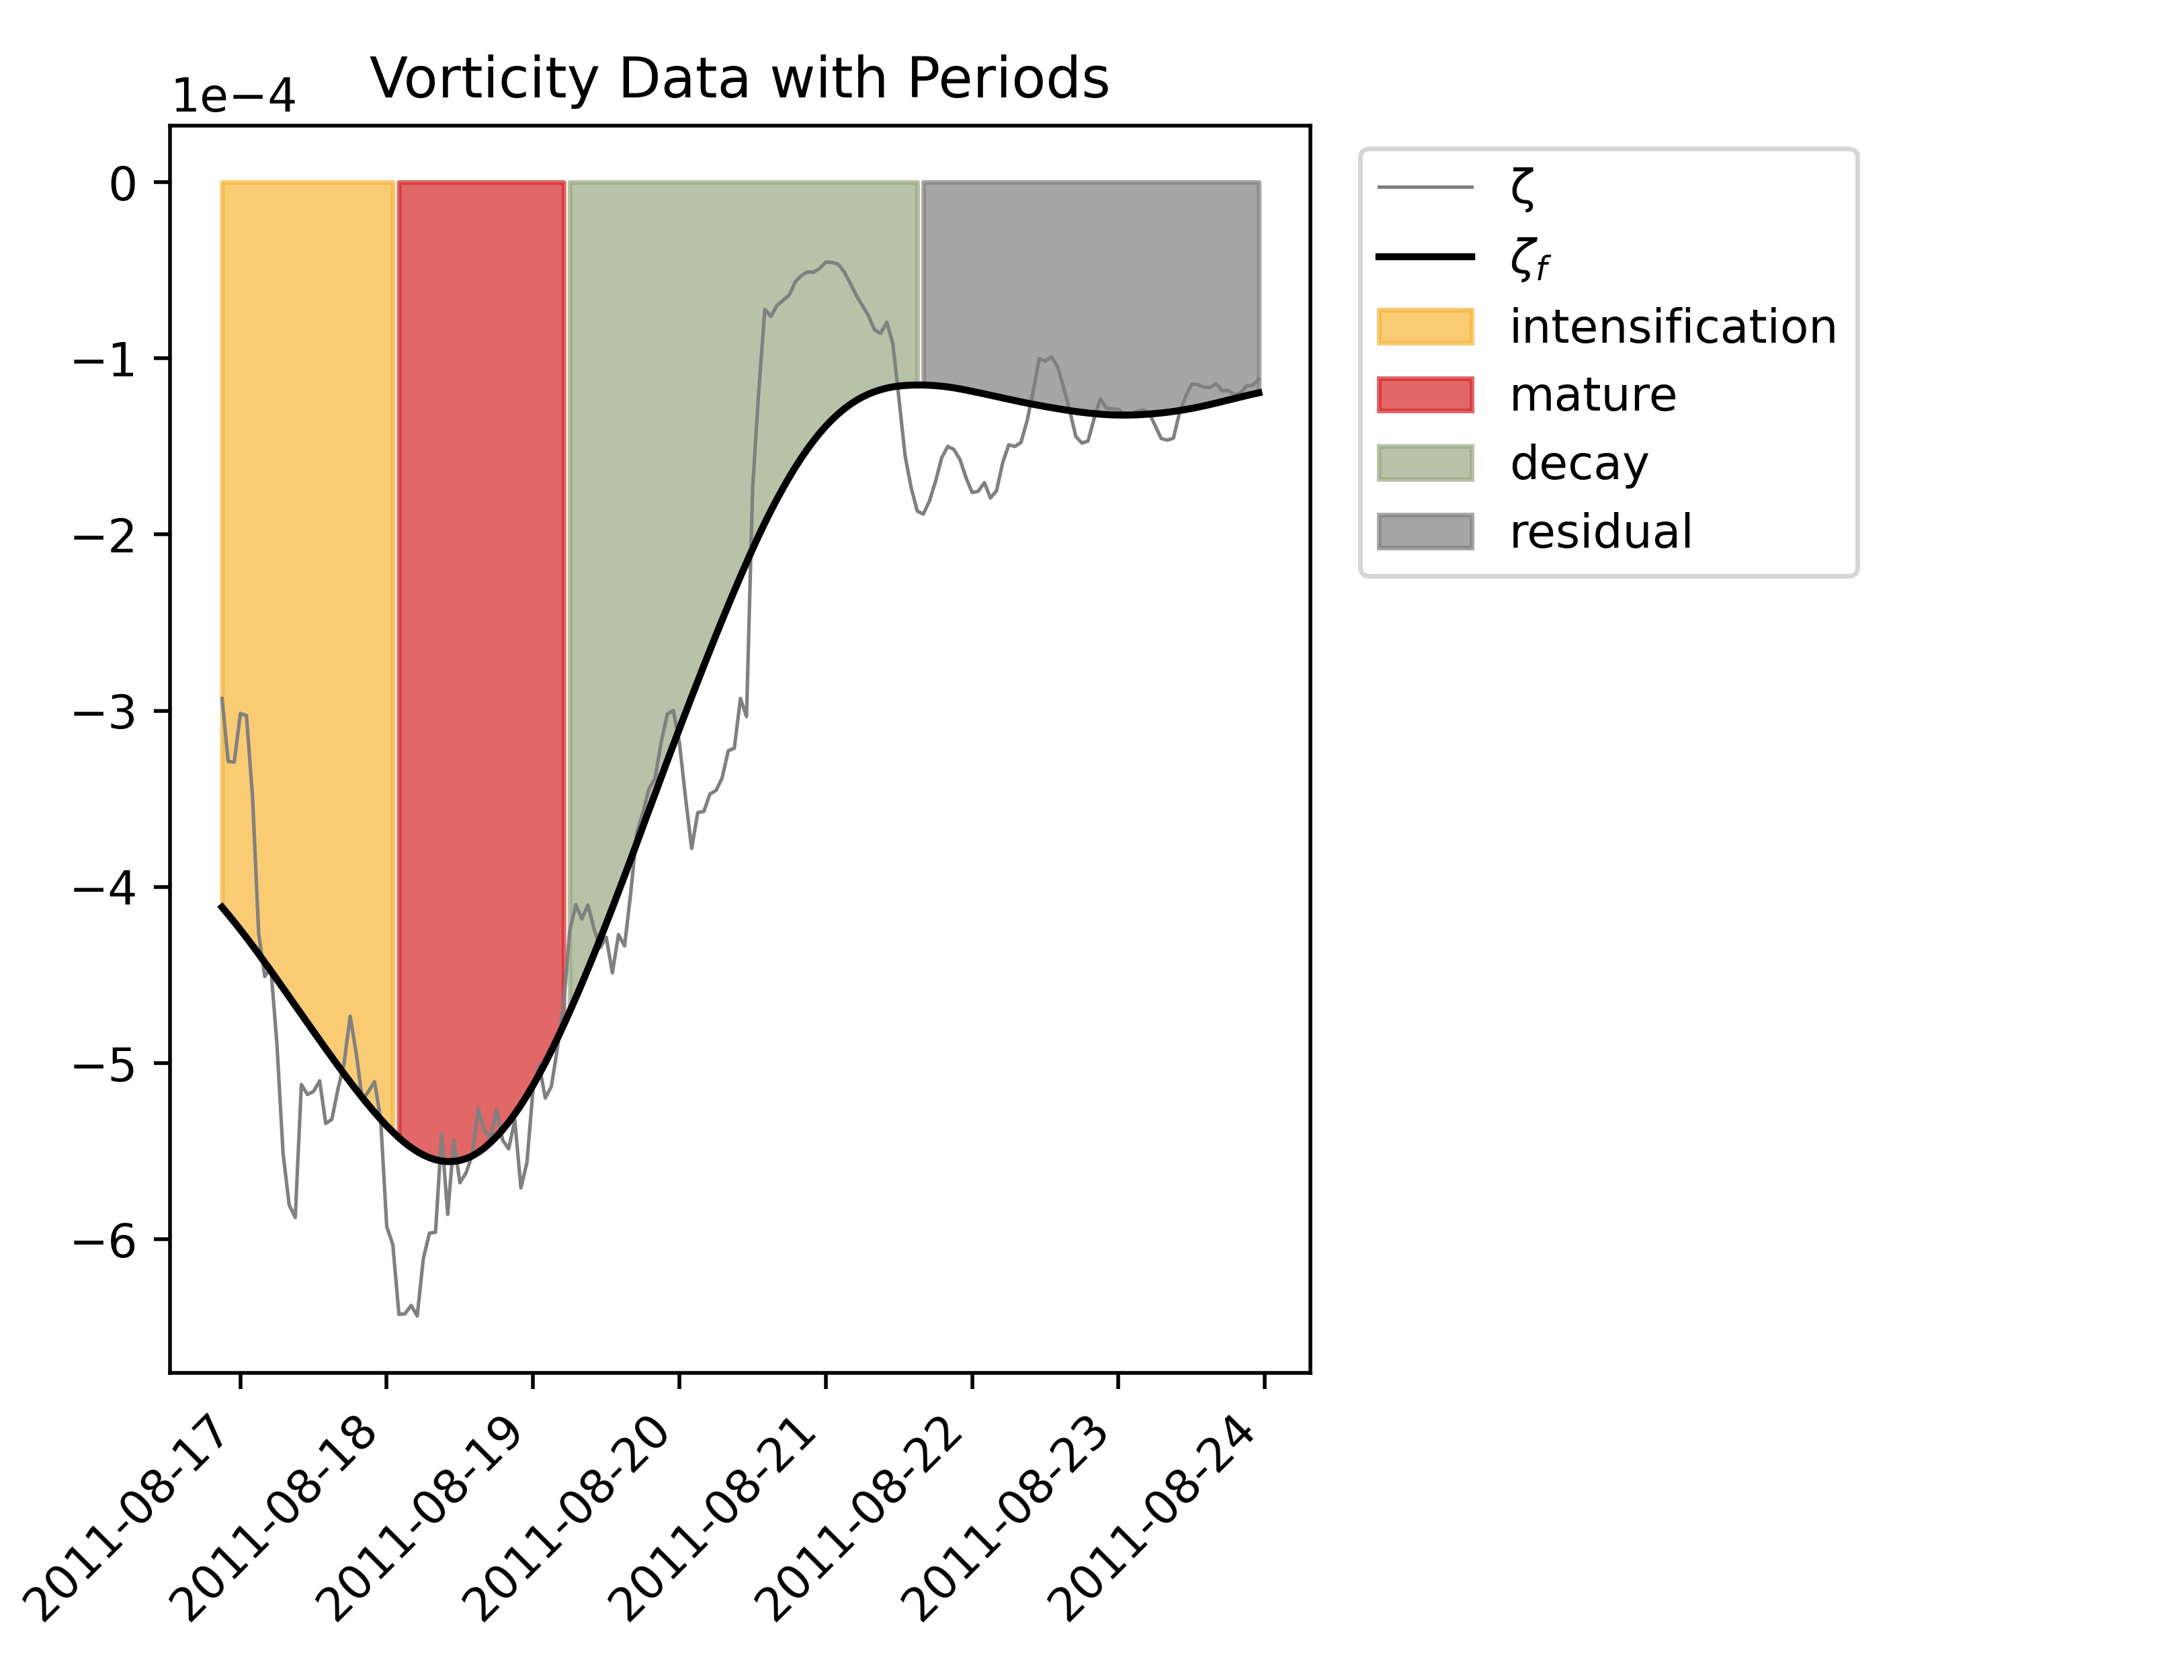 Vorticity Data with Periods
1e−4
0
−1
−2
−3
−4
−5
−6
2011-08-17
2011-08-18
2011-08-19
2011-08-20
2011-08-21
2011-08-22
2011-08-23
2011-08-24
ζ
ζf
intensification
mature
decay
residual